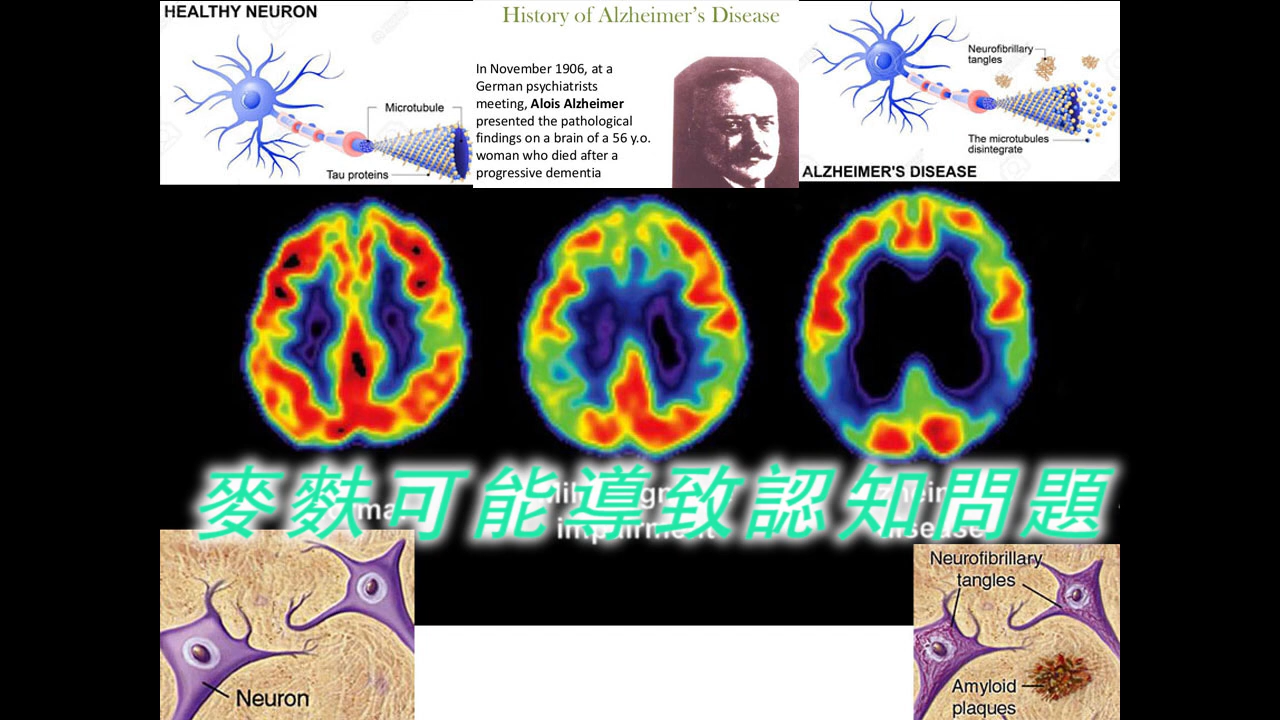 HEALTHY NEURON
Microtubule
Tau proteins
History of Alzheimer's Disease
In November 1906, at a
German psychiatrists
meeting, Alois Alzheimer
presented the pathological
findings on a brain of a 56 y.o.
woman who died after a
progressive dementia
Neurofibrillary
tangles
The microtubules
disintegrate
ALZHEIMER'S DISEASE
麥麩可能導致認知問題
impairment
disease
Neuron
Neurofibrillary
tangles
Amyloid
plaques